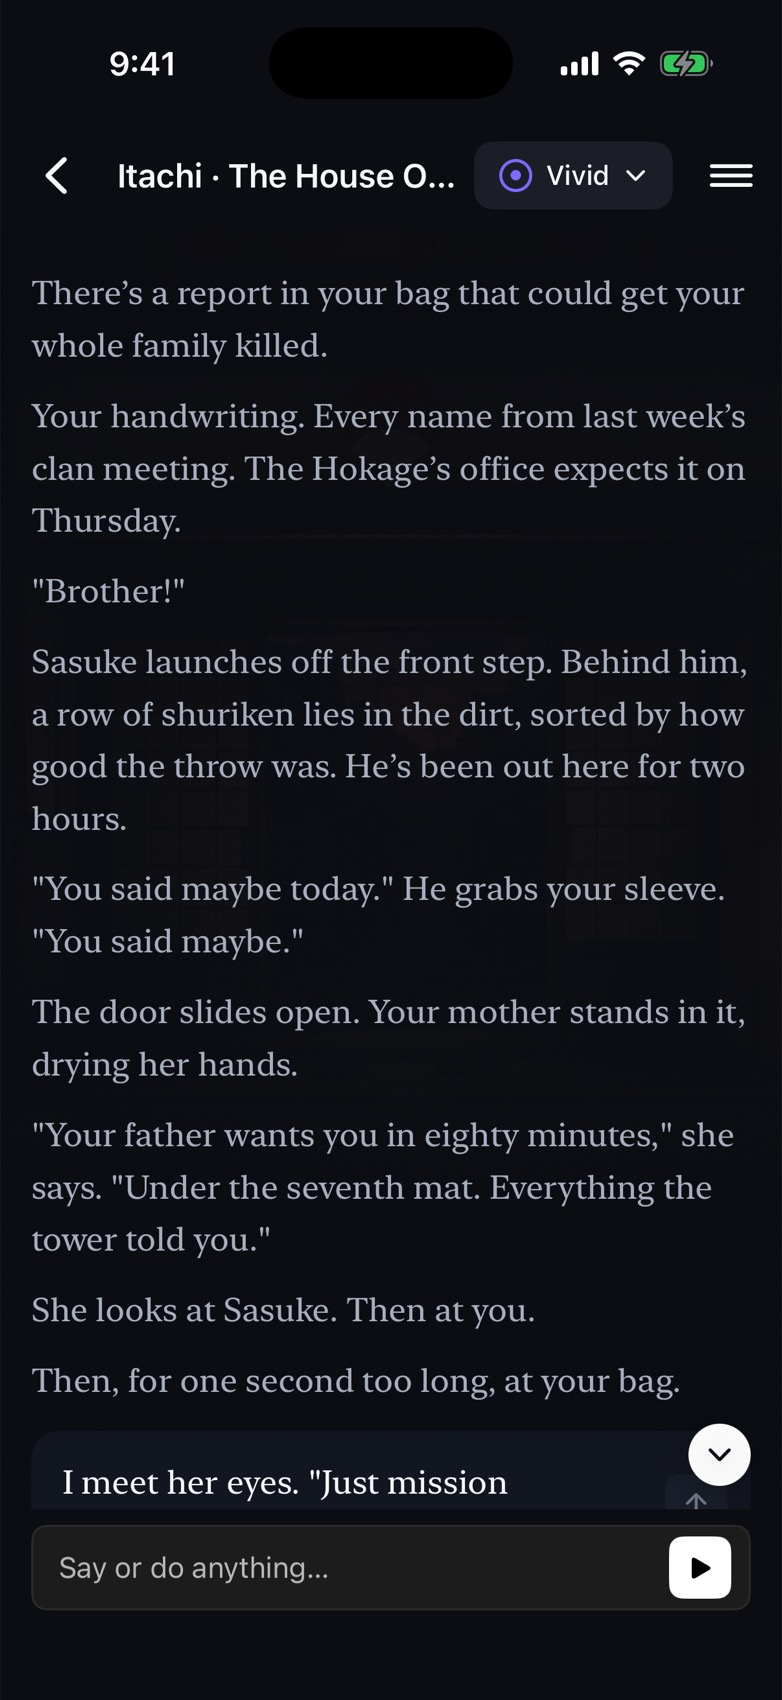 9:41
Itachi · The House O...
Vivid
There’s a report in your bag that could get your
whole family killed.
Your handwriting. Every name from last week’s
clan meeting. The Hokage’s office expects it on
Thursday.
"Brother!"
Sasuke launches off the front step. Behind him,
a row of shuriken lies in the dirt, sorted by how
good the throw was. He’s been out here for two
hours.
"You said maybe today." He grabs your sleeve.
"You said maybe."
The door slides open. Your mother stands in it,
drying her hands.
"Your father wants you in eighty minutes," she
says. "Under the seventh mat. Everything the
tower told you."
She looks at Sasuke. Then at you.
Then, for one second too long, at your bag.
I meet her eyes. "Just mission
Say or do anything...